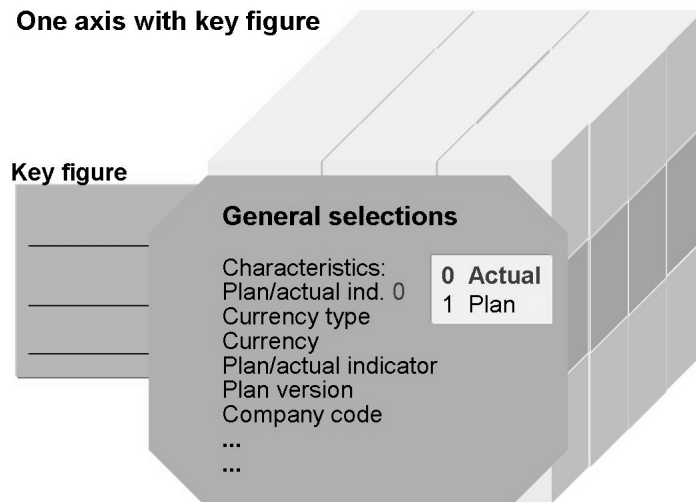 One axis with key figure
Key figure
General selections
Characteristics:
Plan/actual ind. 0
Currency type
Currency
Plan/actual indicator
Plan version
Company code
...
...
0 Actual
1 Plan